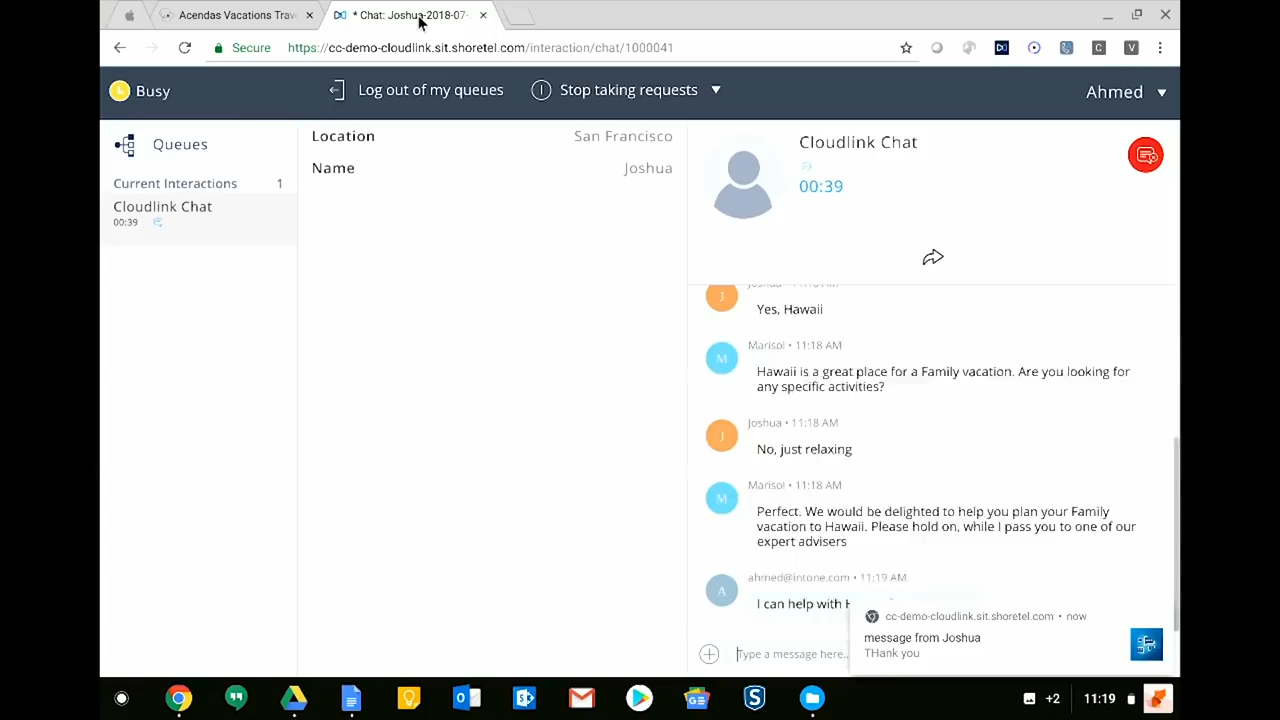 Acendas Vacations Trav
* Chat: Joshua-2018-07-
Secure
https://cc-demo-cloudlink.sit.shoretel.com/interaction/chat/1000041
C
V
Busy
Log out of my queues
Stop taking requests
Ahmed
Queues
Current Interactions 1
Cloudlink Chat
00:39
Location San Francisco
Name Joshua
Cloudlink Chat
00:39
J
Yes, Hawaii
Marisol • 11:18 AM
M
Hawaii is a great place for a Family vacation. Are you looking for
any specific activities?
Joshua • 11:18 AM
J
No, just relaxing
Marisol • 11:18 AM
M
Perfect. We would be delighted to help you plan your Family
vacation to Hawaii. Please hold on, while I pass you to one of our
expert advisers
ahmed@intone.com • 11:19 AM
A
I can help with H
cc-demo-cloudlink.sit.shoretel.com • now
message from Joshua
THank you
Type a message here..
+2
11:19